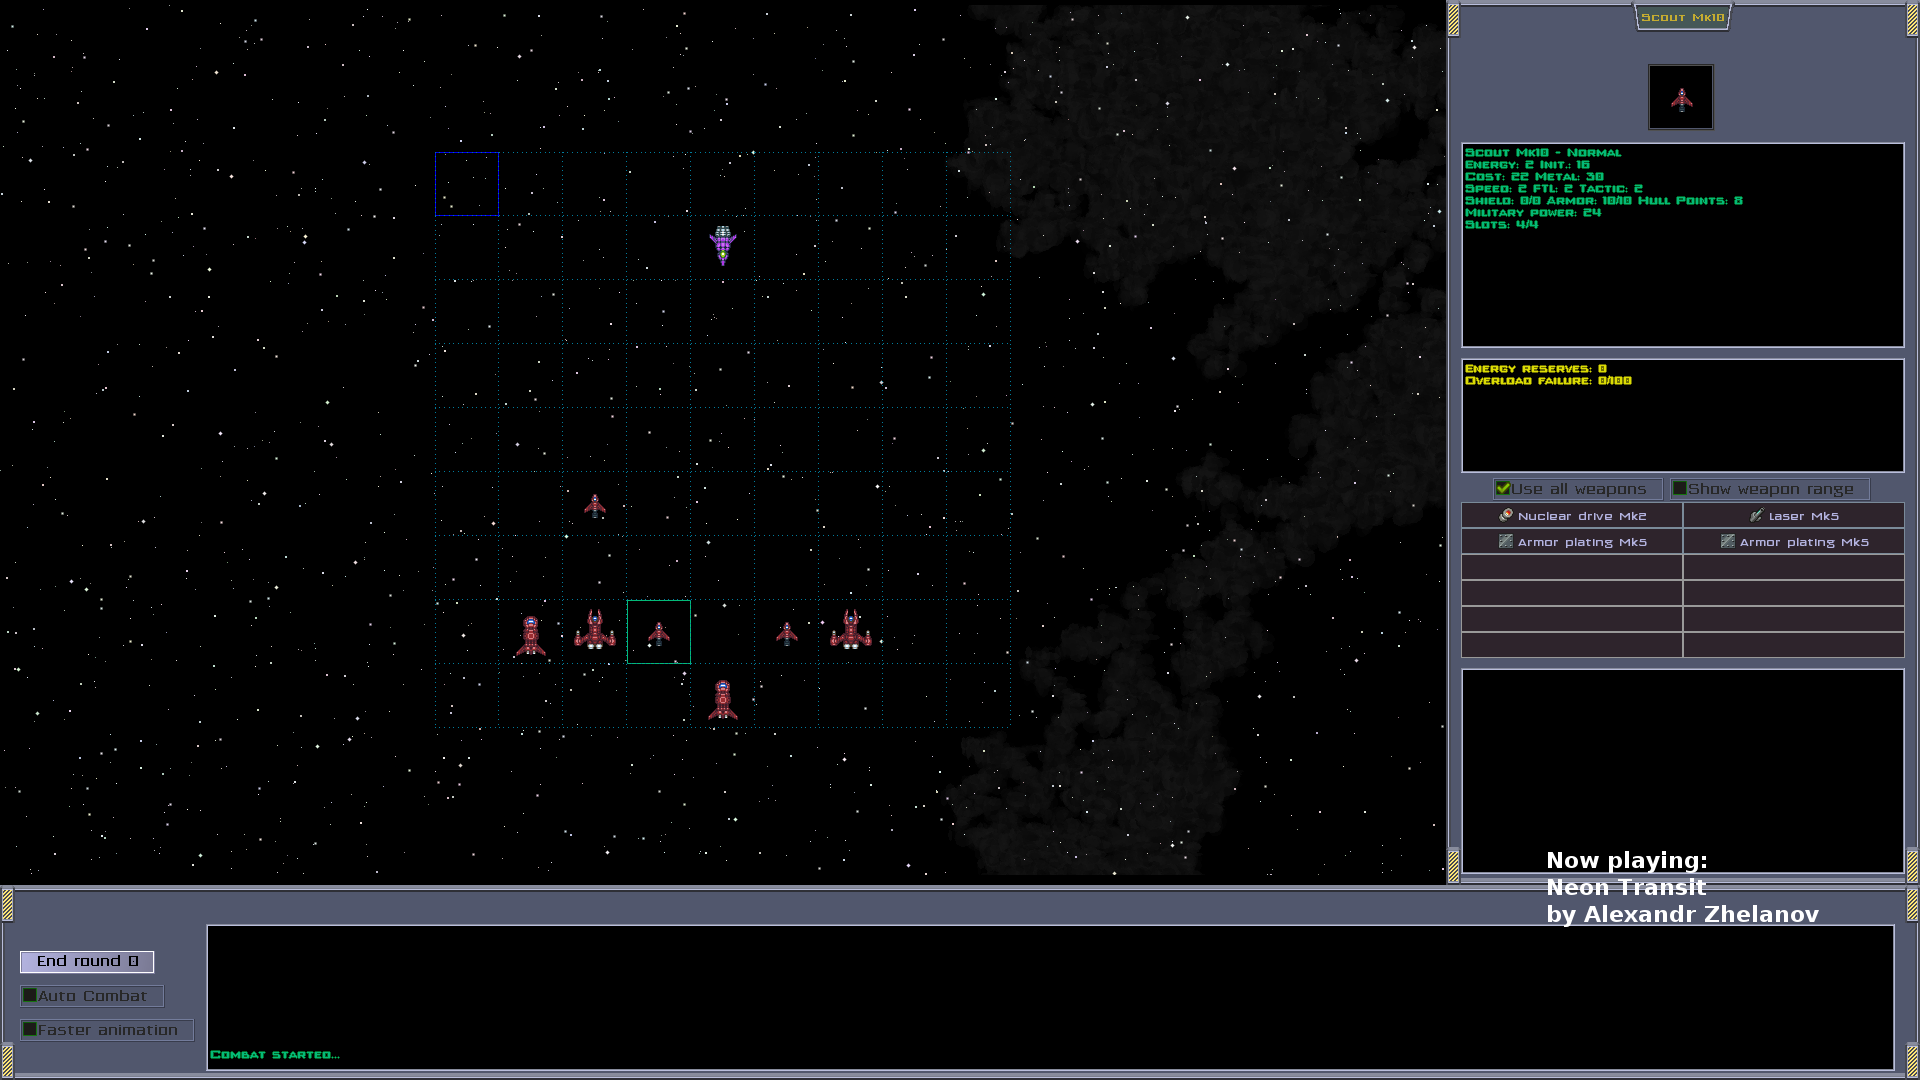 Scout Mk10
Scout Mk10 - Normal
Energy: 2 Init.: 16
Cost: 22 Metal: 30
Speed: 2 FTL: 2 Tactic: 2
Shield: 0/0 Armor: 10/10 Hull Points: 8
Military power: 24
Slots: 4/4
Energy reserves: 0
Overload failure: 0/100
Use all weapons
Show weapon range
Nuclear drive Mk2
Laser Mk5
Armor plating Mk5
Armor plating Mk5
Now playing:
Neon Transit
by Alexandr Zhelanov
End round 0
Auto Combat
Faster animation
Combat started...